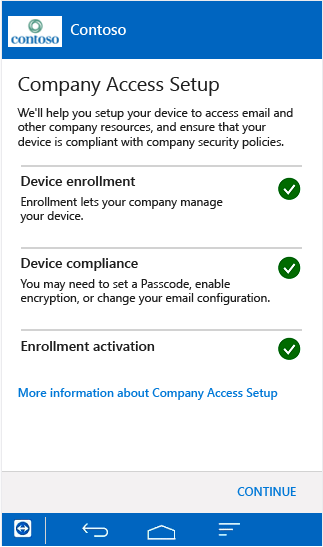 contoso
Contoso
Company Access Setup
We'll help you setup your device to access email and
other company resources, and ensure that your
device is compliant with company security policies.
Device enrollment
Enrollment lets your company manage
your device.
Device compliance
You may need to set a Passcode, enable
encryption, or change your email configuration.
Enrollment activation
More information about Company Access Setup
CONTINUE